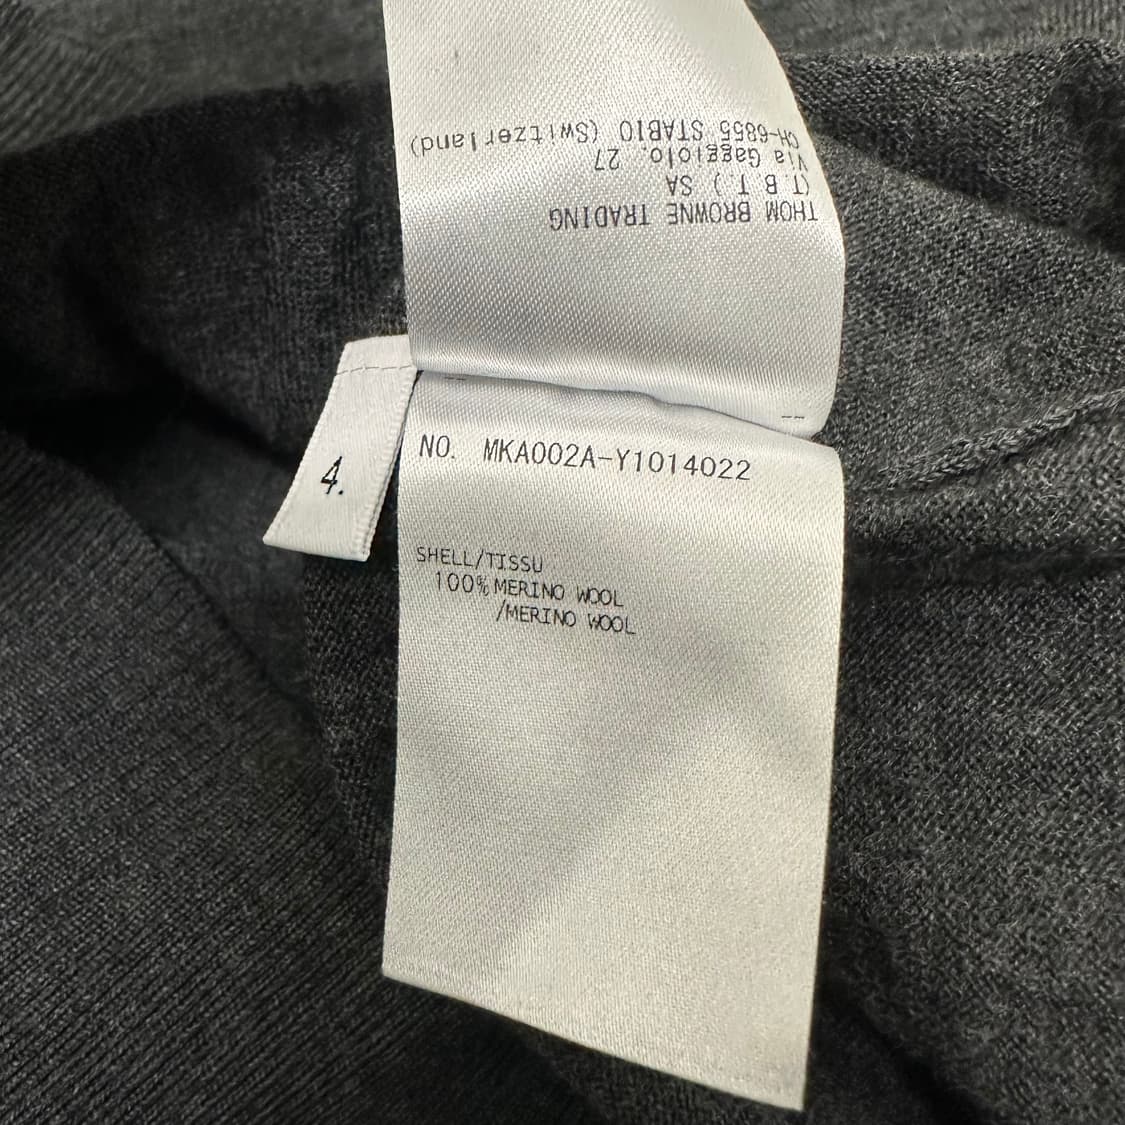 THOM BROWNE TRADING
(T.B T.) SA
Via Gaggiolo, 27
CH-6855 STABIO (Switzerland)
4.
NO. MKA002A-Y1014022
SHELL/TISSU
100% MERINO WOOL
/MERINO WOOL